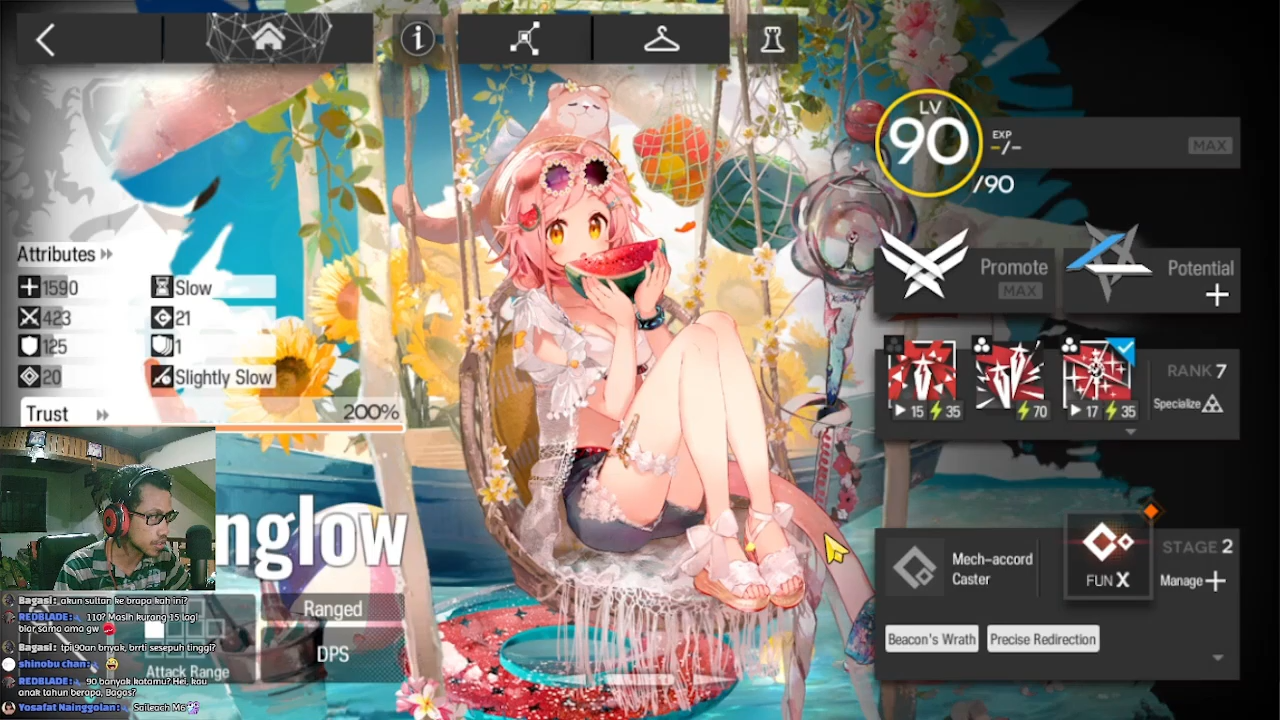 i
LV
90
/90
EXP
-/-
MAX
Attributes
1590
Slow
423
21
125
1
20
Slightly Slow
Trust
200%
Promote
MAX
Potential
15
35
70
17
35
RANK 7
Specialize
nglow
Ranged
DPS
Attack Range
Mech-accord
Caster
FUN X
STAGE 2
Manage
Beacon's Wrath
Precise Redirection
Bagas!: akun sultan ke brapa kah ini?
REDBLADE: 110? Masih kurang 15 lagi
biar sama ama gw
Bagas!: tpi 90an bnyak, brrti sesepuh tinggi?
shinobu chan:
REDBLADE: 90 banyak katamu? Hei, kau
anak tahun berapa, Bagas?
Yosafat Nainggolan: Saileach M6